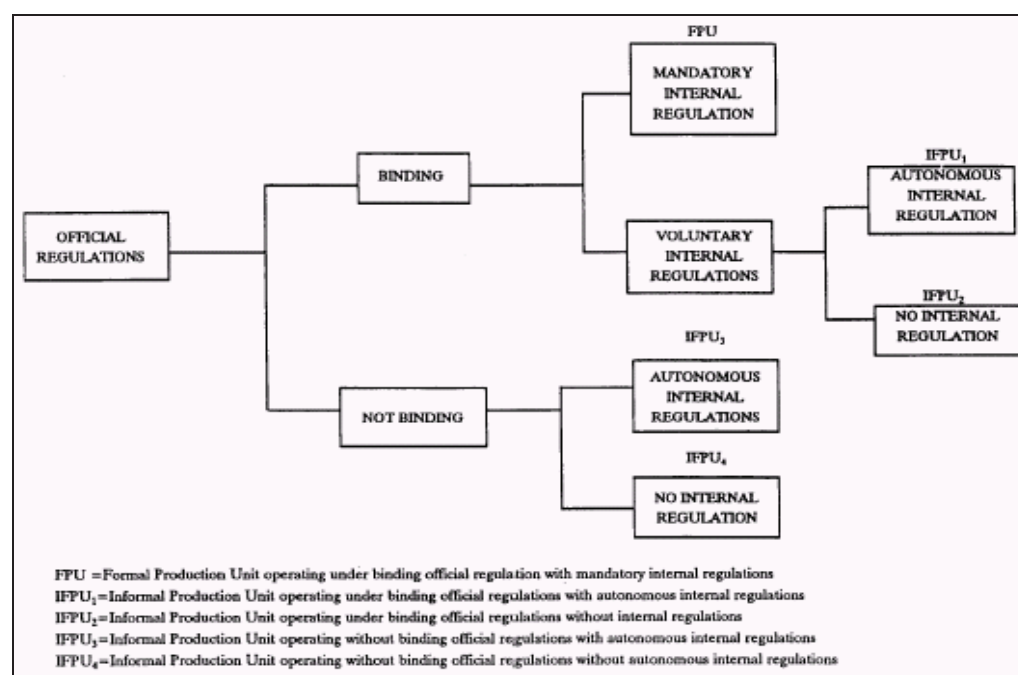 FPU
MANDATORY
INTERNAL
REGULATION
BINDING
IFPU₁
AUTONOMOUS
INTERNAL
REGULATION
OFFICIAL
REGULATIONS
VOLUNTARY
INTERNAL
REGULATIONS
IFPU₂
NO INTERNAL
REGULATION
IFPU₃
AUTONOMOUS
INTERNAL
REGULATIONS
NOT BINDING
IFPU₄
NO INTERNAL
REGULATION
FPU =Formal Production Unit operating under binding official regulation with mandatory internal regulations
IFPU₁=Informal Production Unit operating under binding official regulations with autonomous internal regulations
IFPU₂=Informal Production Unit operating under binding official regulations without internal regulations
IFPU₃=Informal Production Unit operating without binding official regulations with autonomous internal regulations
IFPU₄=Informal Production Unit operating without binding official regulations without autonomous internal regulations